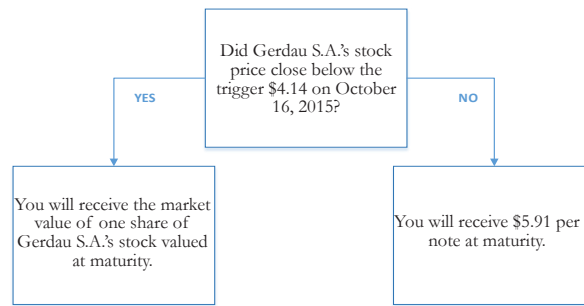 Did Gerdau S.A.'s stock
price close below the
trigger $4.14 on October
16, 2015?
YES
NO
You will receive the market
value of one share of
Gerdau S.A.'s stock valued
at maturity.
You will receive $5.91 per
note at maturity.